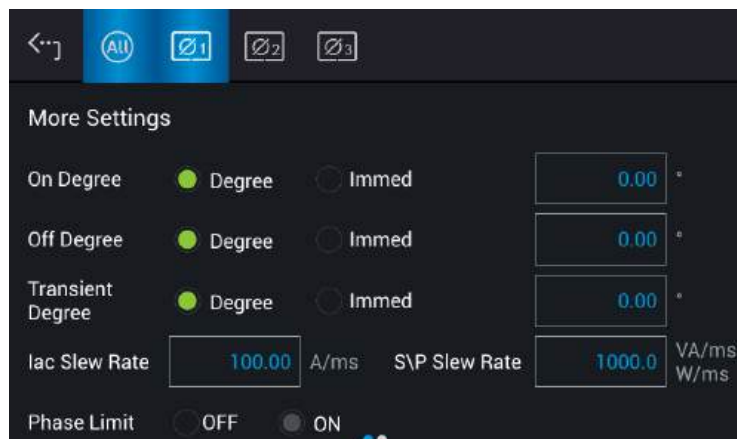 All Ø1 Ø2 Ø3
More Settings
On Degree Degree Immed 0.00 °
Off Degree Degree Immed 0.00 °
Transient
Degree Degree Immed 0.00 °
Iac Slew Rate 100.00 A/ms S\P Slew Rate 1000.0 VA/ms
W/ms
Phase Limit OFF ON